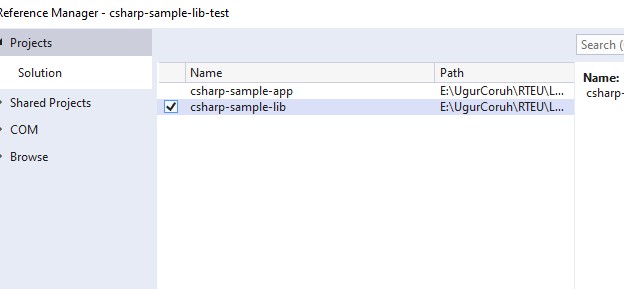 Reference Manager - csharp-sample-lib-test
Projects
Search (
Solution
Name
Path
Name:
csharp-sample-app
E:\UgurCoruh\RTEU\L...
csharp-
Shared Projects
csharp-sample-lib
E:\UgurCoruh\RTEU\L...
COM
Browse